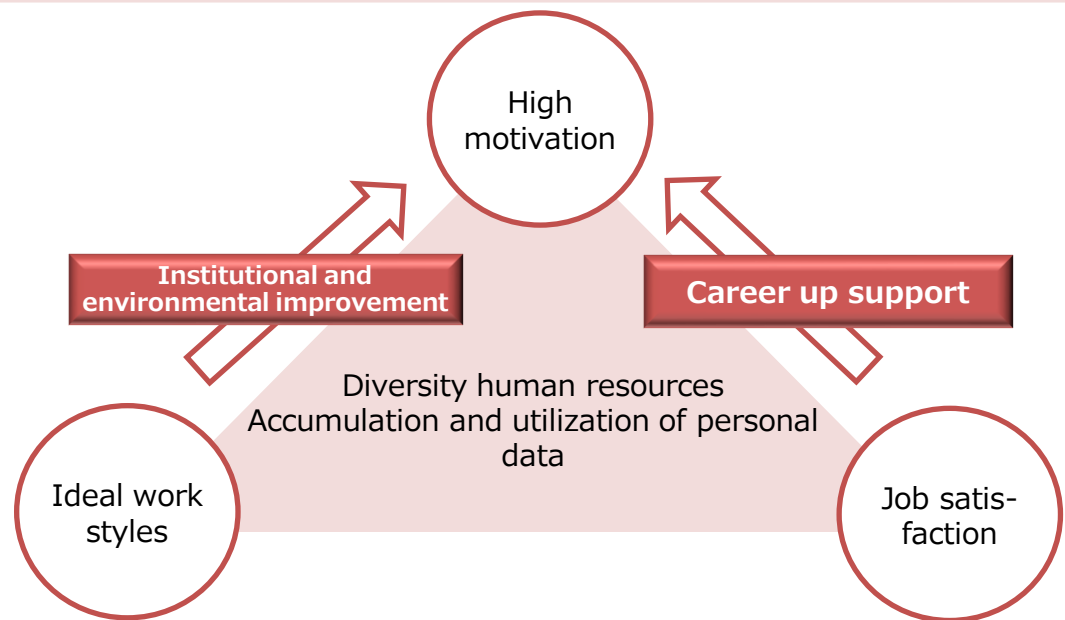 High
motivation
Institutional and
environmental improvement
Career up support
Diversity human resources
Accumulation and utilization of personal
data
Ideal work
styles
Job satis-
faction